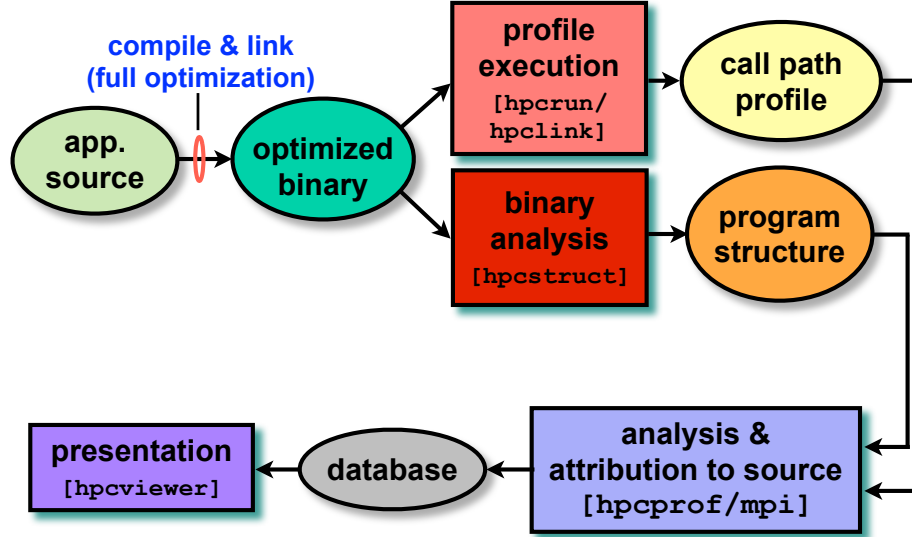 compile & link
(full optimization)
app.
source
optimized
binary
profile
execution
[hpcrun/
hpclink]
call path
profile
binary
analysis
[hpcstruct]
program
structure
analysis &
attribution to source
[hpcprof/mpi]
database
presentation
[hpcviewer]